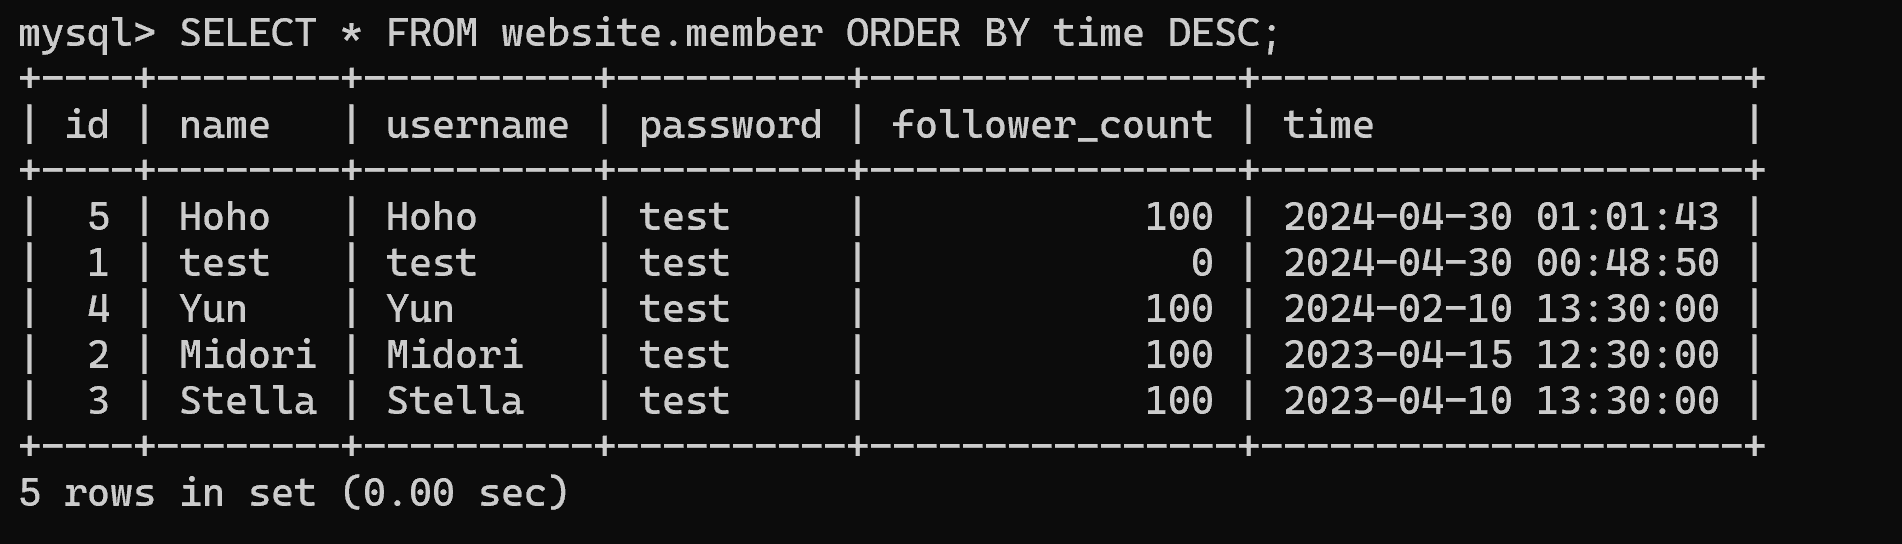 mysql> SELECT * FROM website.member ORDER BY time DESC;
+----+--------+----------+----------+----------------+---------------------+
| id | name   | username | password | follower_count | time                |
+----+--------+----------+----------+----------------+---------------------+
|  5 | Hoho   | Hoho     | test     |            100 | 2024-04-30 01:01:43 |
|  1 | test   | test     | test     |              0 | 2024-04-30 00:48:50 |
|  4 | Yun    | Yun      | test     |            100 | 2024-02-10 13:30:00 |
|  2 | Midori | Midori   | test     |            100 | 2023-04-15 12:30:00 |
|  3 | Stella | Stella   | test     |            100 | 2023-04-10 13:30:00 |
+----+--------+----------+----------+----------------+---------------------+
5 rows in set (0.00 sec)